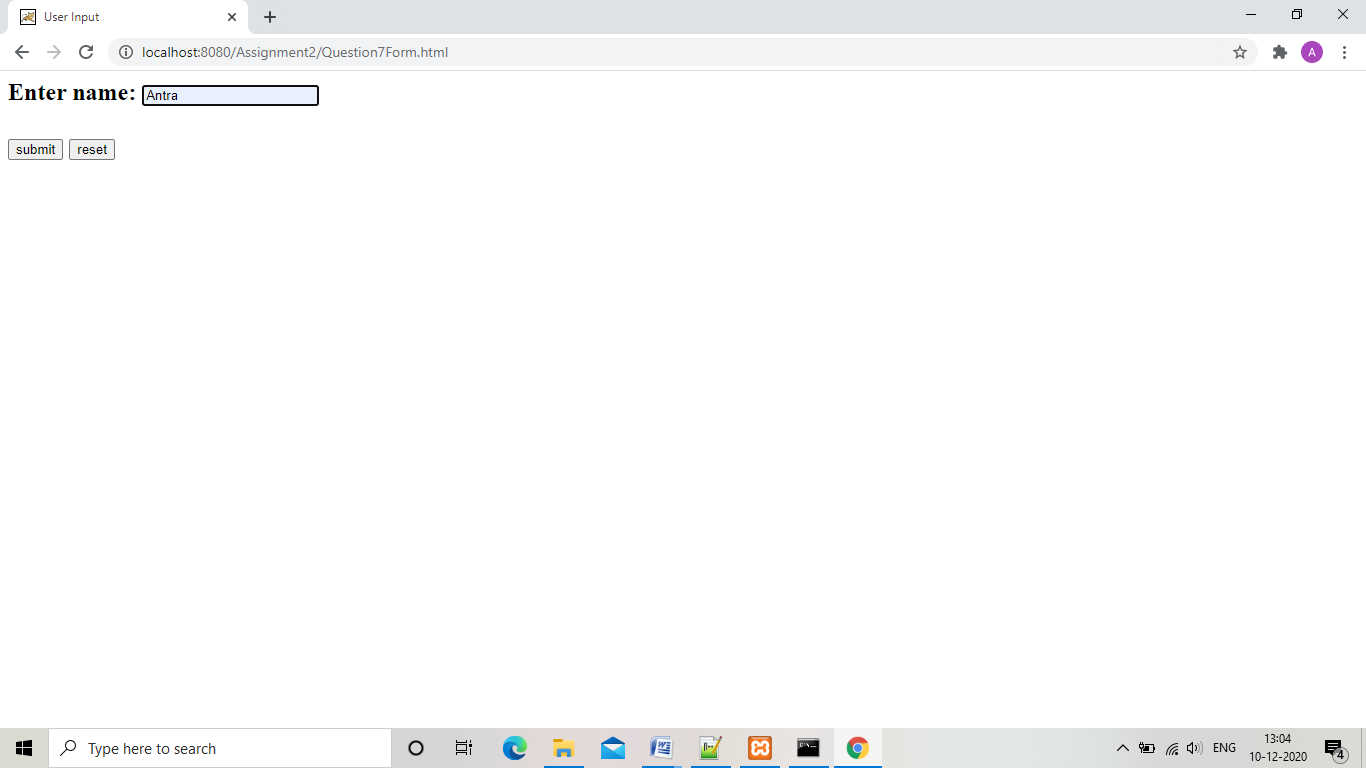 User Input
localhost:8080/Assignment2/Question7Form.html
A
Enter name: Antra
submit reset
Type here to search
ENG
13:04
10-12-2020
4